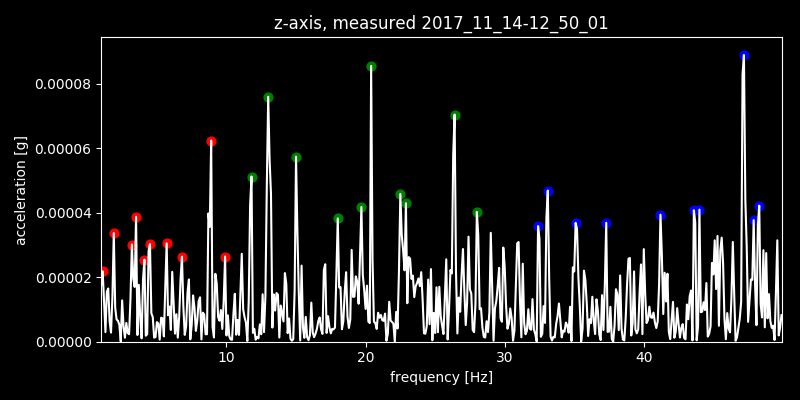 z-axis, measured 2017_11_14-12_50_01
0.00008
0.00006
0.00004
0.00002
0.00000
acceleration [g]
10 20 30 40
frequency [Hz]